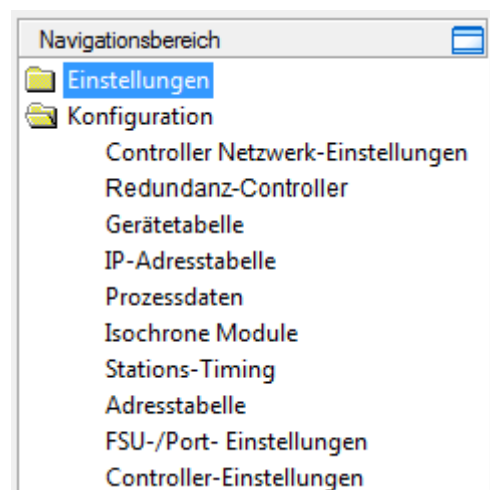 Navigationsbereich
Einstellungen
Konfiguration
Controller Netzwerk-Einstellungen
Redundanz-Controller
Gerätetabelle
IP-Adresstabelle
Prozessdaten
Isochrone Module
Stations-Timing
Adresstabelle
FSU-/Port- Einstellungen
Controller-Einstellungen